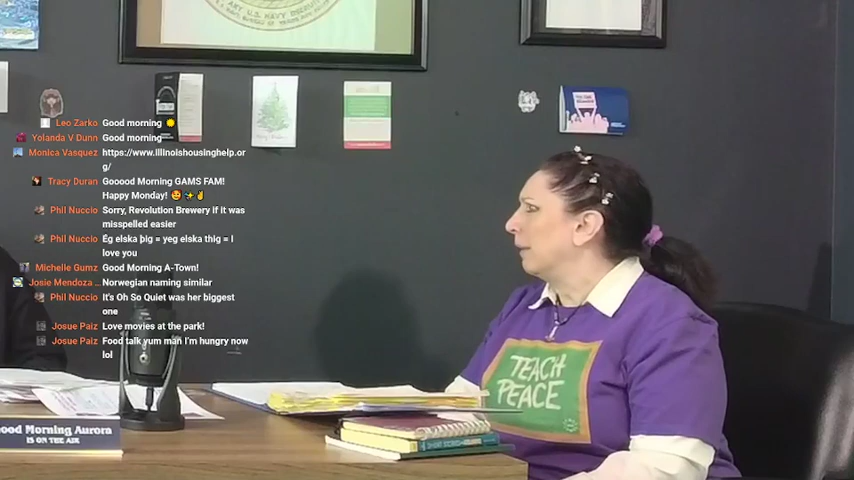 ANY U.S. NAVY RECRUIT
Leo Zarko Good morning 🌞
Yolanda V Dunn Good morning
Monica Vasquez https://www.illinoishousinghelp.or
g/
Tracy Duran Gooood Morning GAMS FAM!
Happy Monday! 🥰✨✌
Phil Nuccio Sorry, Revolution Brewery if it was
misspelled easier
Phil Nuccio Ég elska þig = yeg elska thig = I
love you
Michelle Gumz Good Morning A-Town!
Josie Mendoza ... Norwegian naming similar
Phil Nuccio It's Oh So Quiet was her biggest
one
Josue Paiz Love movies at the park!
Josue Paiz Food talk yum man I'm hungry now
lol
TEACH
PEACE
Good Morning Aurora
IS ON THE AIR